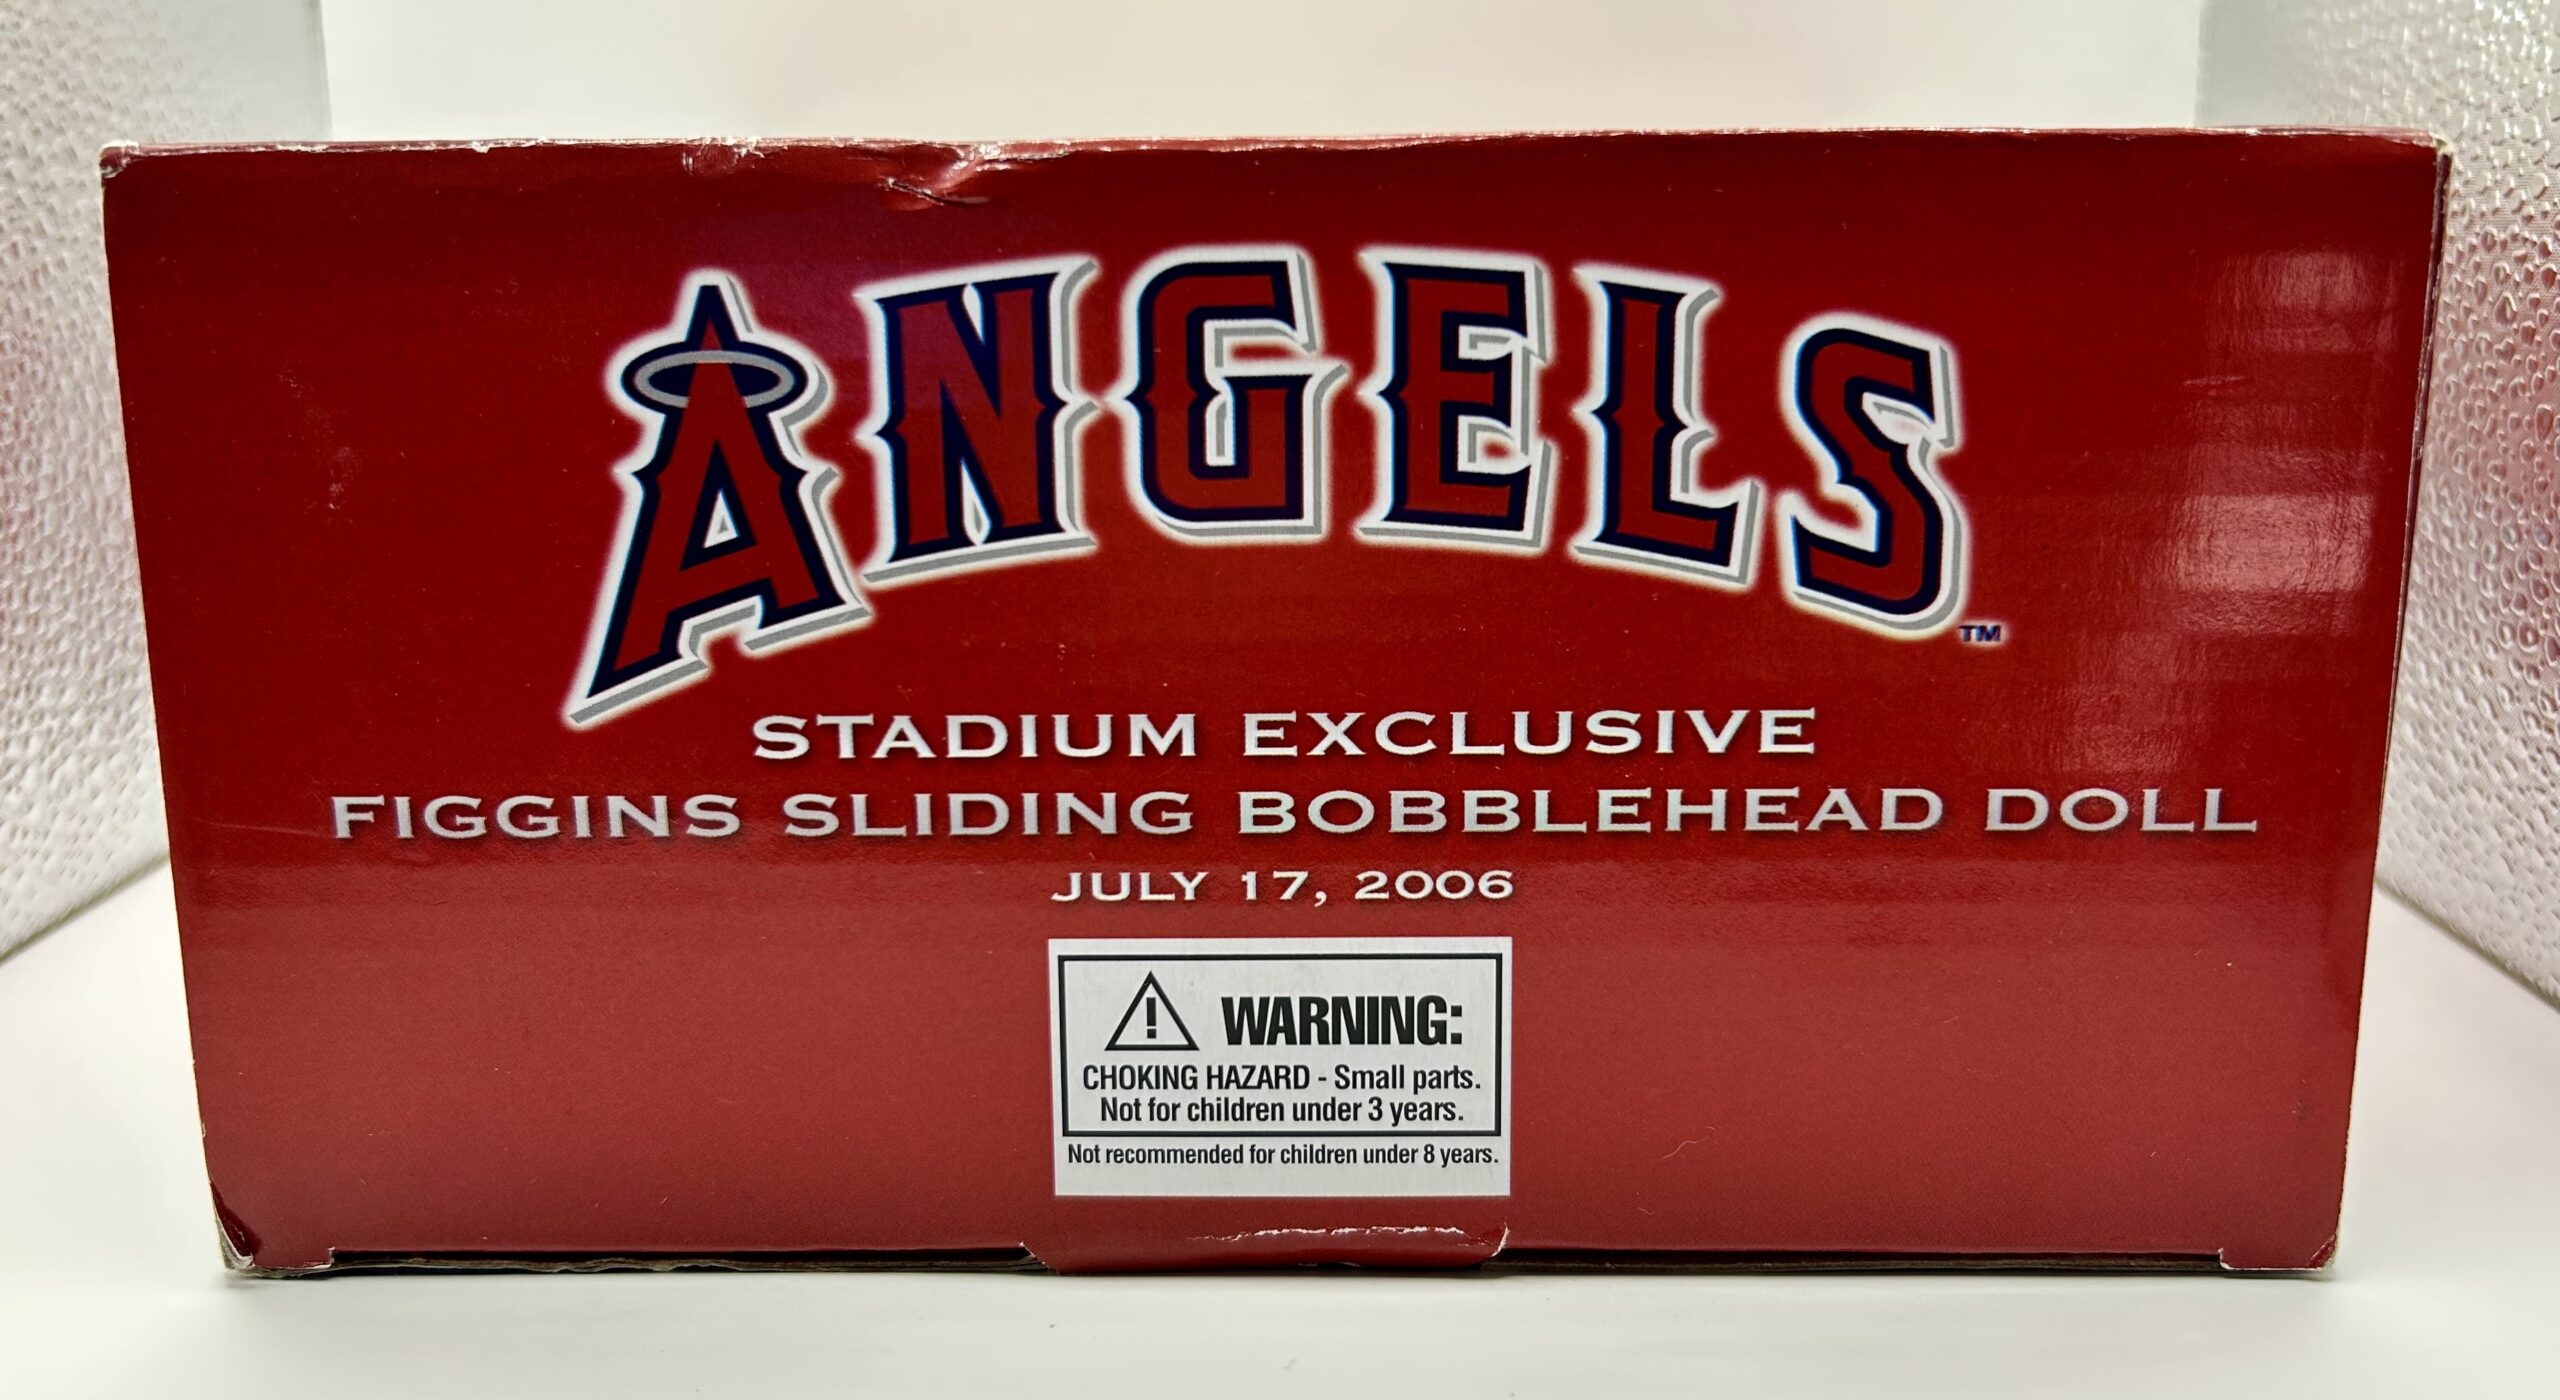 ANGELS TM
STADIUM EXCLUSIVE
FIGGINS SLIDING BOBBLEHEAD DOLL
JULY 17, 2006
WARNING:
CHOKING HAZARD - Small parts.
Not for children under 3 years.
Not recommended for children under 8 years.